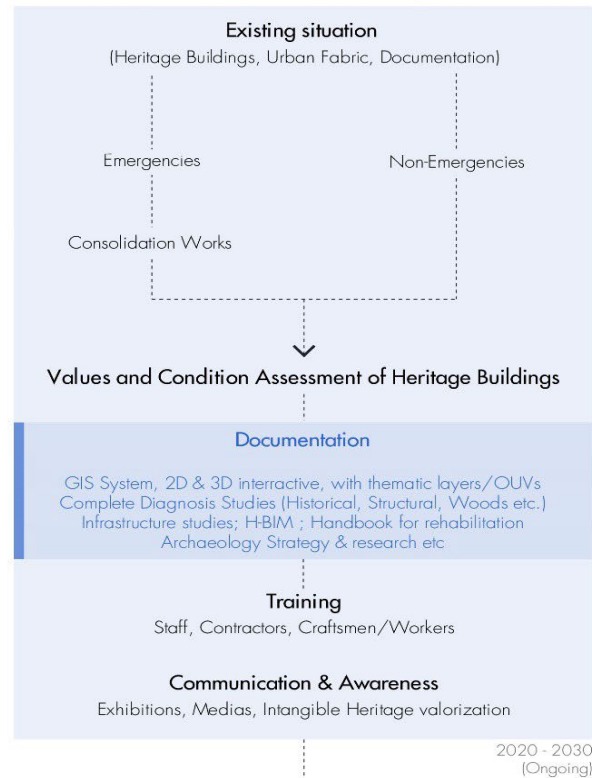 Existing situation
(Heritage Buildings, Urban Fabric, Documentation)
Emergencies
Non-Emergencies
Consolidation Works
Values and Condition Assessment of Heritage Buildings
Documentation
GIS System, 2D & 3D interractive, with thematic layers/OUVs
Complete Diagnosis Studies (Historical, Structural, Woods etc.)
Infrastructure studies; H-BIM ; Handbook for rehabilitation
Archaeology Strategy & research etc
Training
Staff, Contractors, Craftsmen/Workers
Communication & Awareness
Exhibitions, Medias, Intangible Heritage valorization
2020 - 2030
(Ongoing)